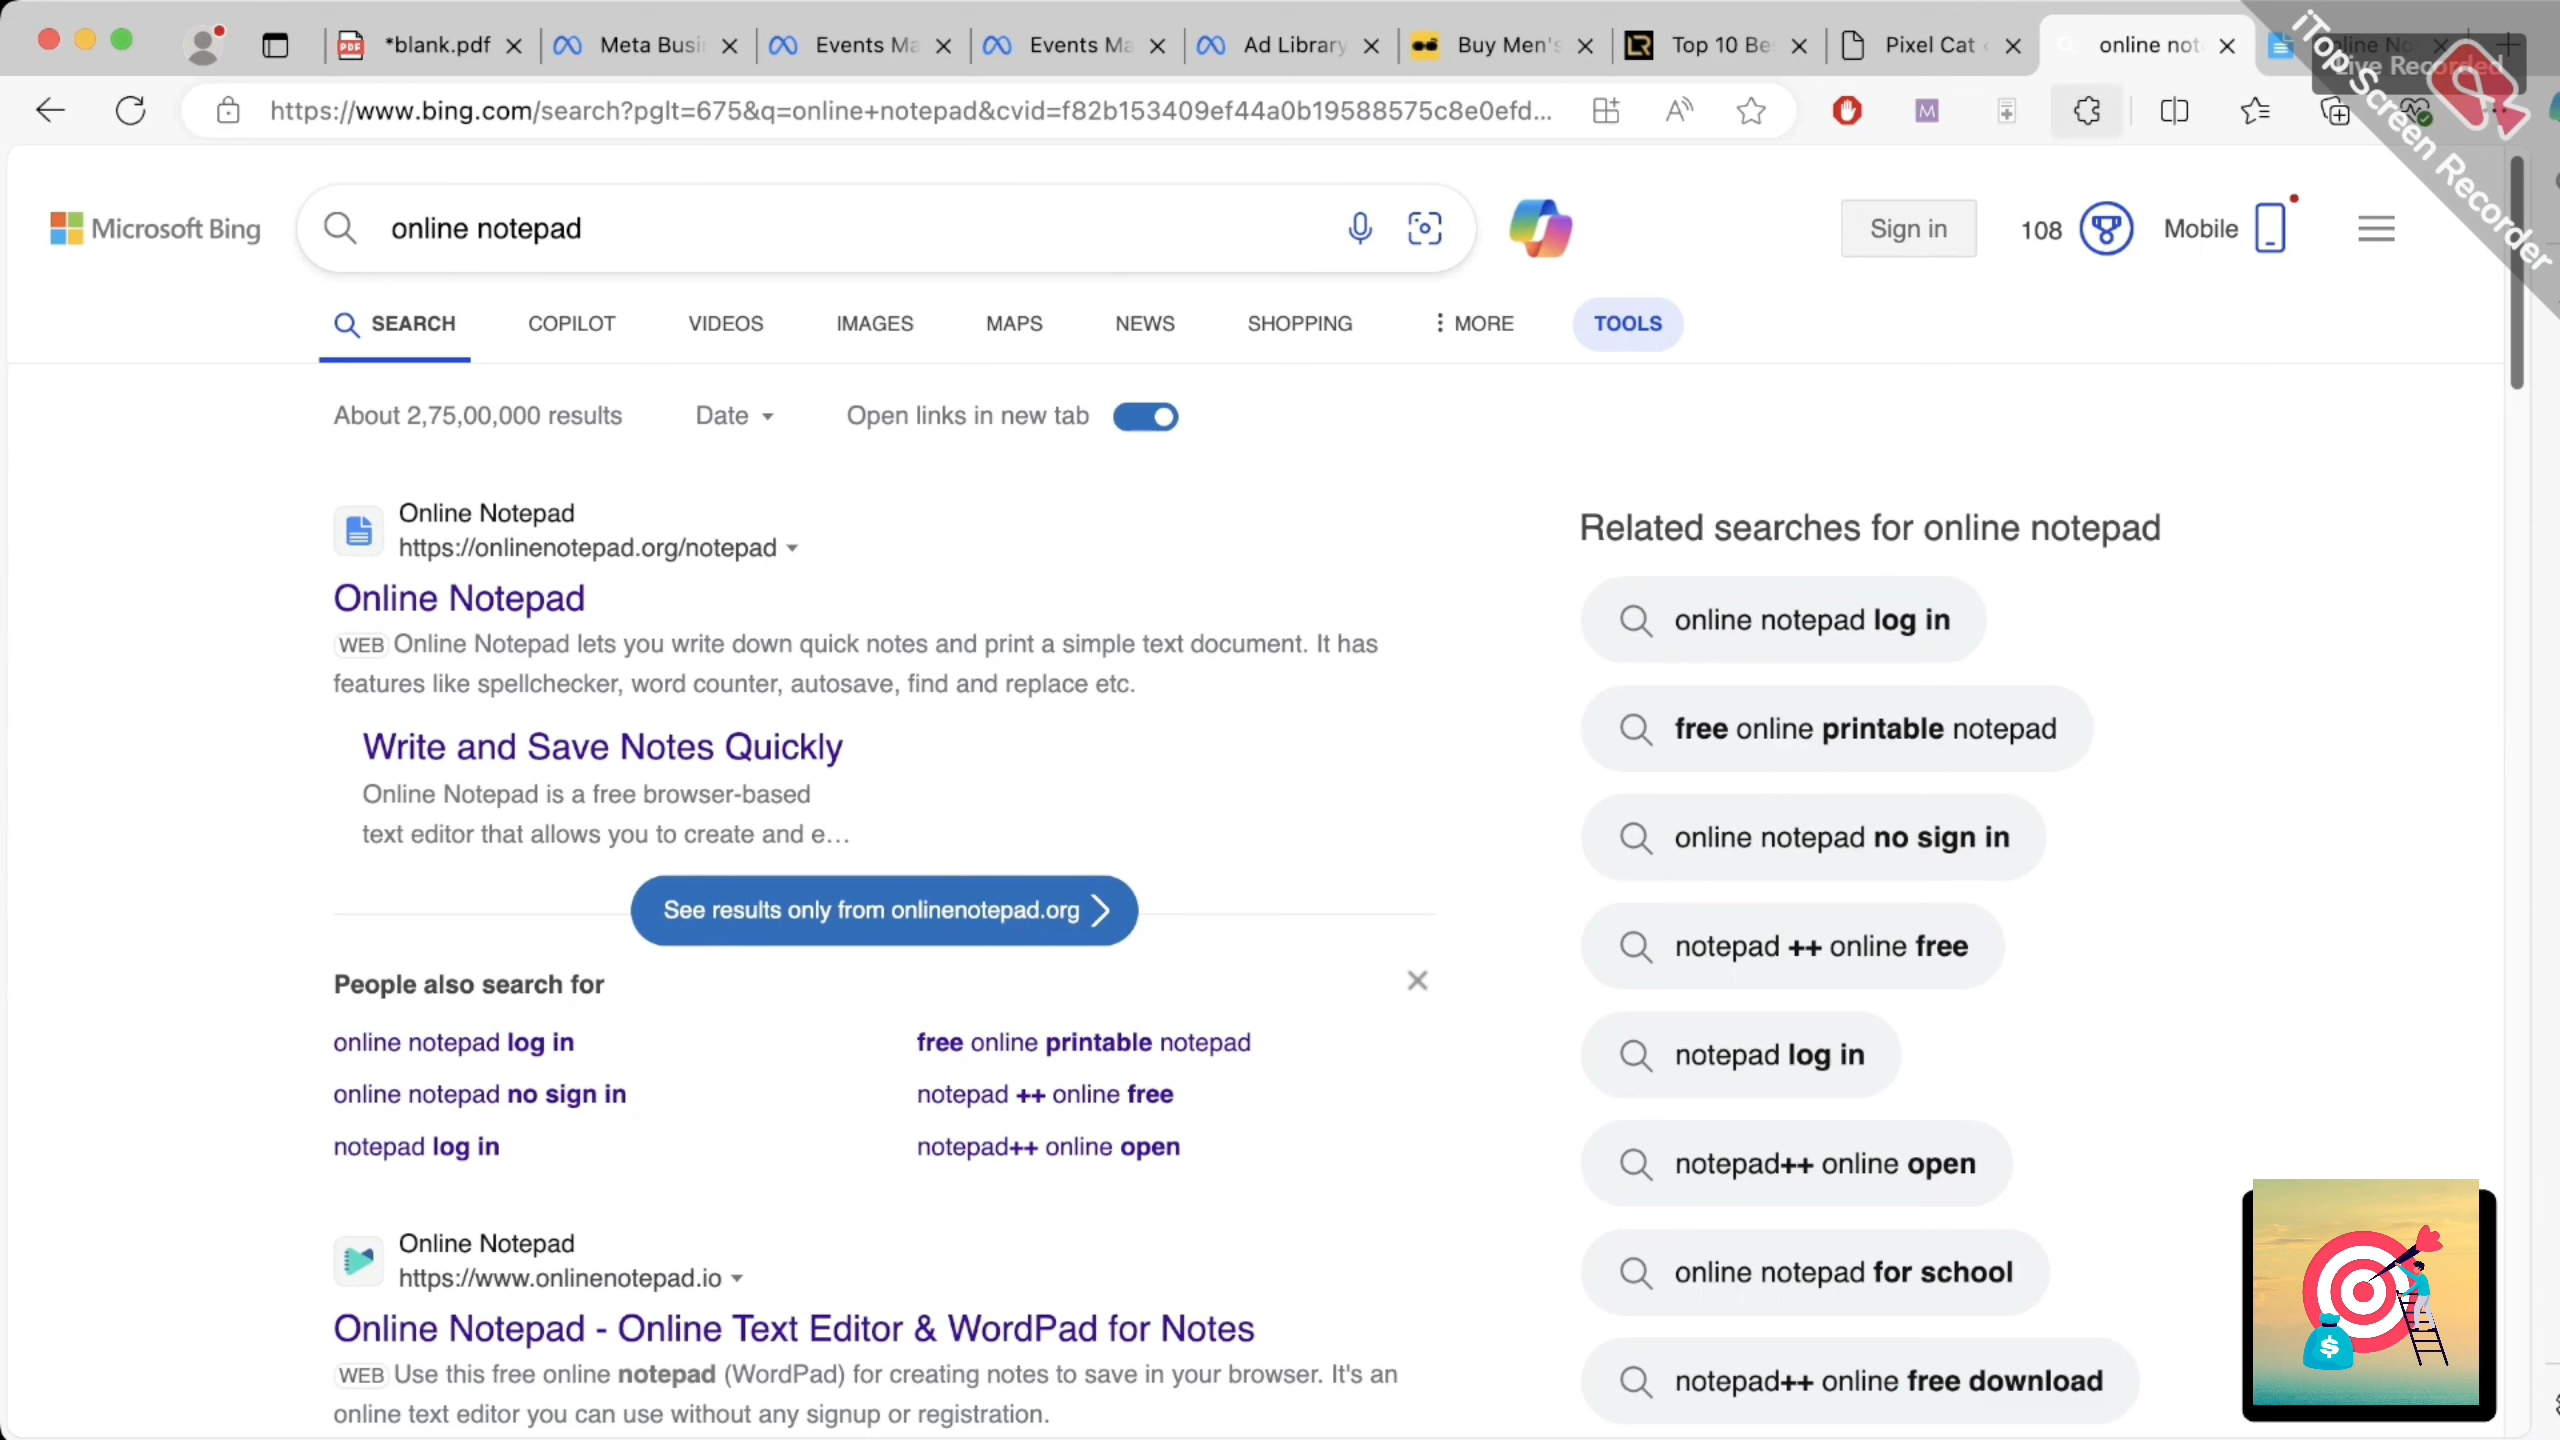 *blank.pdf
Meta Busi
Events Ma
Events Ma
Ad Library
Buy Men's
Top 10 Be
Pixel Cat
online not
Online No
Live Recorded
iTop Screen Recorder
https://www.bing.com/search?pglt=675&q=online+notepad&cvid=f82b153409ef44a0b19588575c8e0efd...
Microsoft Bing
online notepad
Sign in
108
Mobile
SEARCH
COPILOT
VIDEOS
IMAGES
MAPS
NEWS
SHOPPING
MORE
TOOLS
About 2,75,00,000 results
Date
Open links in new tab
Online Notepad
https://onlinenotepad.org/notepad
Online Notepad
WEB Online Notepad lets you write down quick notes and print a simple text document. It has
features like spellchecker, word counter, autosave, find and replace etc.
Write and Save Notes Quickly
Online Notepad is a free browser-based
text editor that allows you to create and e...
See results only from onlinenotepad.org
People also search for
online notepad log in
free online printable notepad
online notepad no sign in
notepad ++ online free
notepad log in
notepad++ online open
Online Notepad
https://www.onlinenotepad.io
Online Notepad - Online Text Editor & WordPad for Notes
WEB Use this free online notepad (WordPad) for creating notes to save in your browser. It's an
online text editor you can use without any signup or registration.
Related searches for online notepad
online notepad log in
free online printable notepad
online notepad no sign in
notepad ++ online free
notepad log in
notepad++ online open
online notepad for school
notepad++ online free download